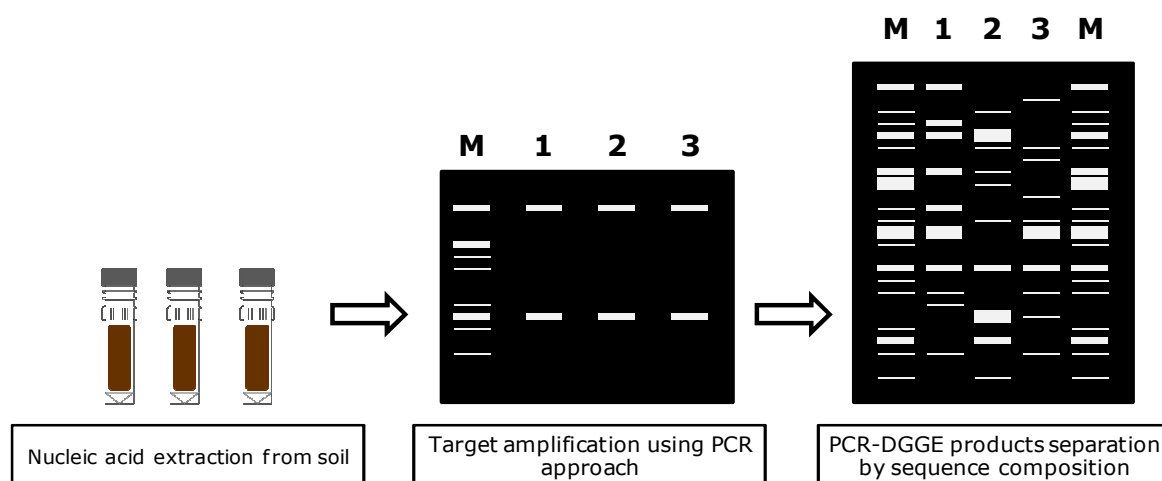 M 1 2 3 M
M 1 2 3
Nucleic acid extraction from soil
Target amplification using PCR
approach
PCR-DGGE products separation
by sequence composition